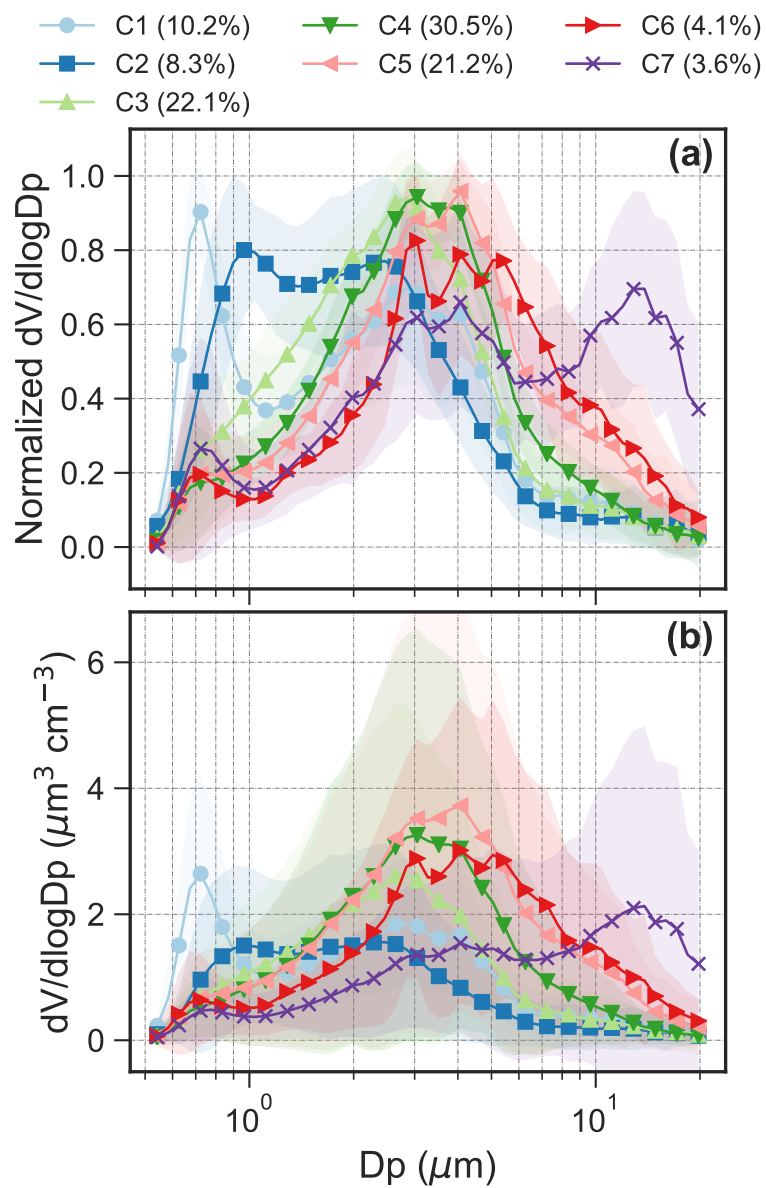 C1 (10.2%) C4 (30.5%) C6 (4.1%)
C2 (8.3%) C5 (21.2%) C7 (3.6%)
C3 (22.1%)
(a)
Normalized dV/dlogDp
1.0
0.8
0.6
0.4
0.2
0.0
(b)
dV/dlogDp (μm³ cm⁻³)
6
4
2
0
10⁰ 10¹
Dp (μm)